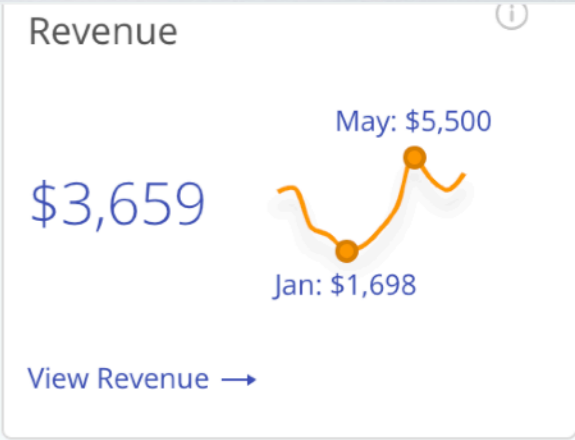 Revenue
May: $5,500
$3,659
Jan: $1,698
View Revenue →